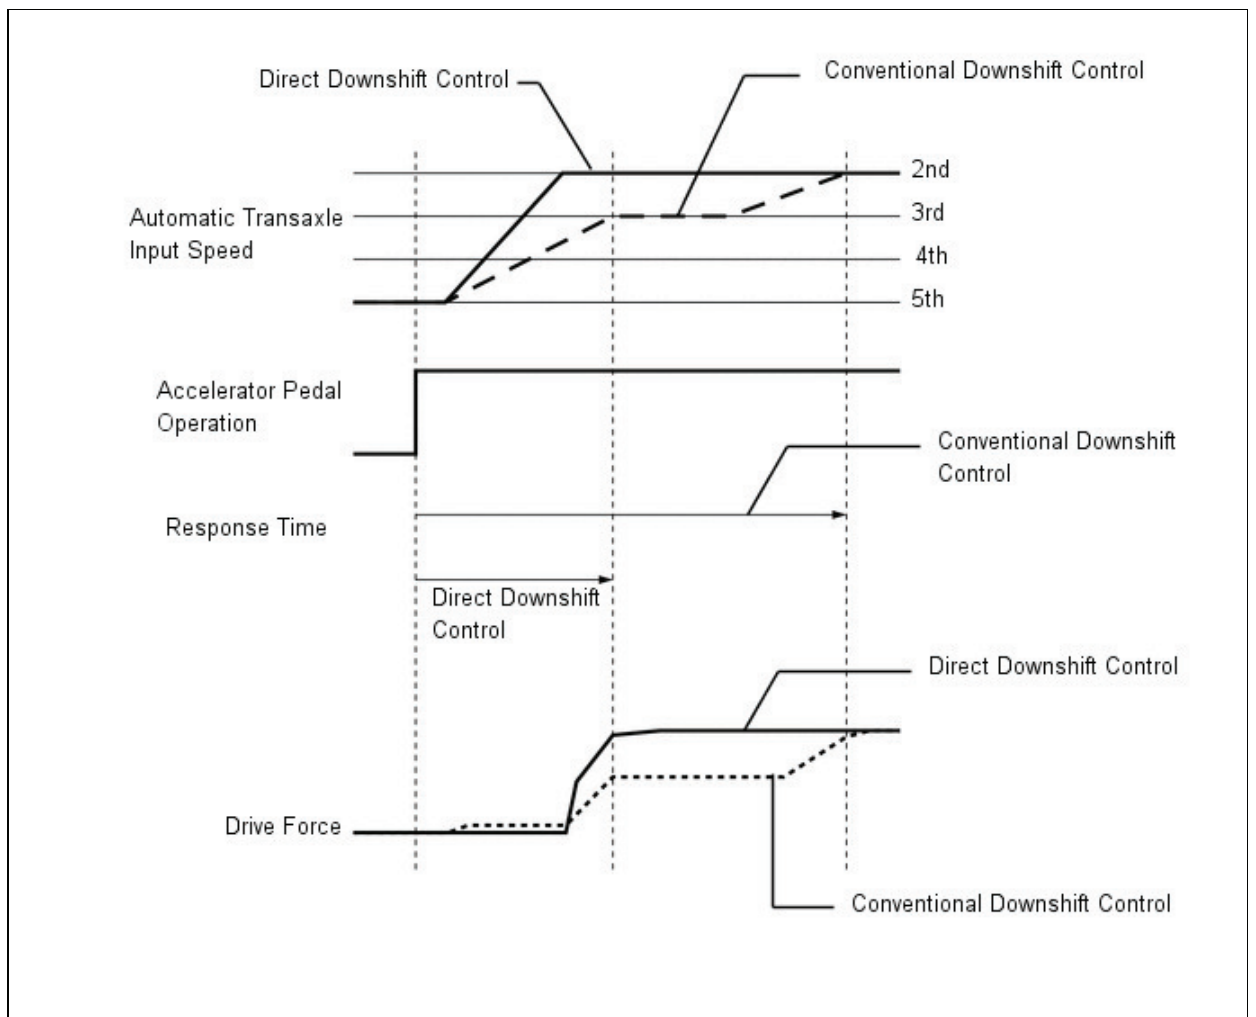 Direct Downshift Control
Conventional Downshift Control
2nd
Automatic Transaxle
Input Speed
3rd
4th
5th
Accelerator Pedal
Operation
Conventional Downshift
Control
Response Time
Direct Downshift
Control
Direct Downshift Control
Drive Force
Conventional Downshift Control